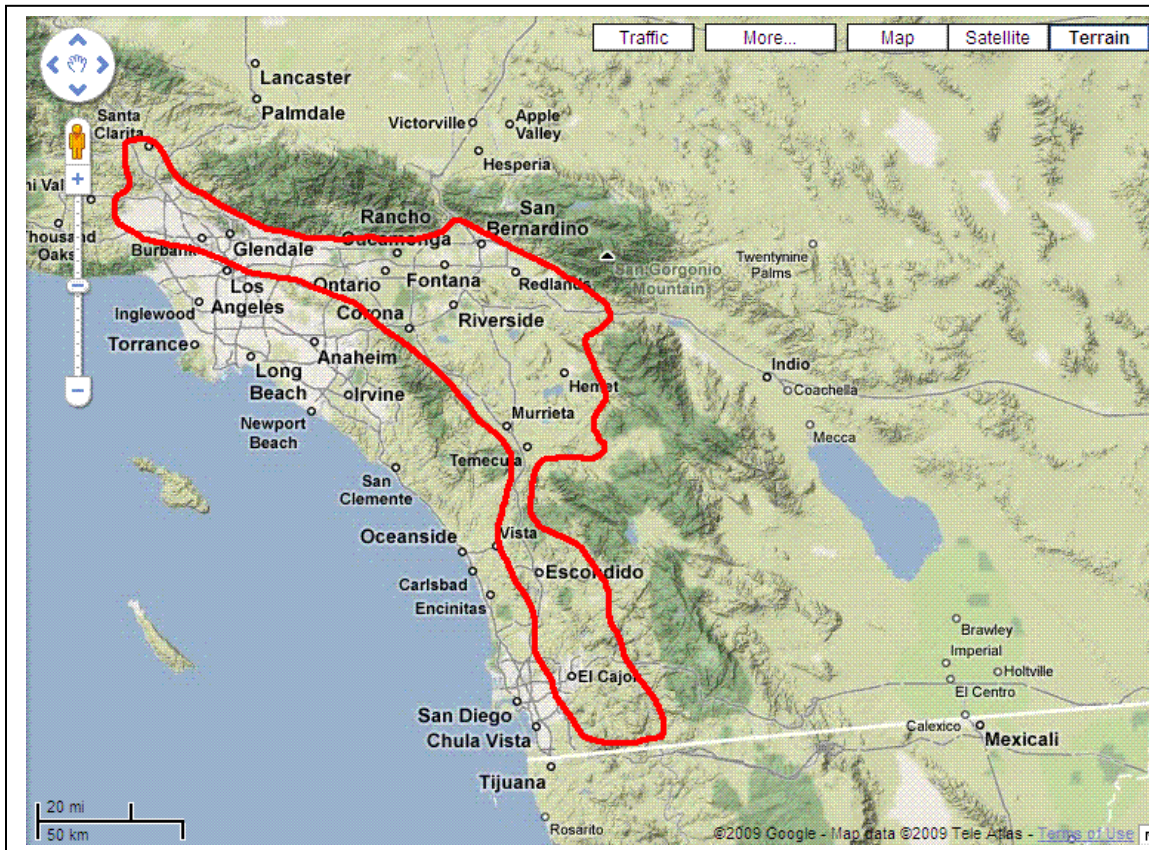 Traffic
More...
Map
Satellite
Terrain
Lancaster
Palmdale
Santa
Clarita
Victorville
Apple
Valley
Hesperia
ni Val
Rancho
Cucamonga
San
Bernardino
Thousand
Oaks
Burbank
Glendale
San Gorgonio
Mountain
Twentynine
Palms
Los
Angeles
Ontario
Fontana
Redlands
Inglewood
Corona
Riverside
Torrance
Anaheim
Long
Beach
Irvine
Hemet
Indio
Coachella
Newport
Beach
Murrieta
Mecca
Temecula
San
Clemente
Oceanside
Vista
Carlsbad
Escondido
Encinitas
Brawley
Imperial
Holtville
El Cajon
El Centro
San Diego
Chula Vista
Calexico
Mexicali
Tijuana
20 mi
50 km
Rosarito
©2009 Google - Map data ©2009 Tele Atlas - Terms of Use